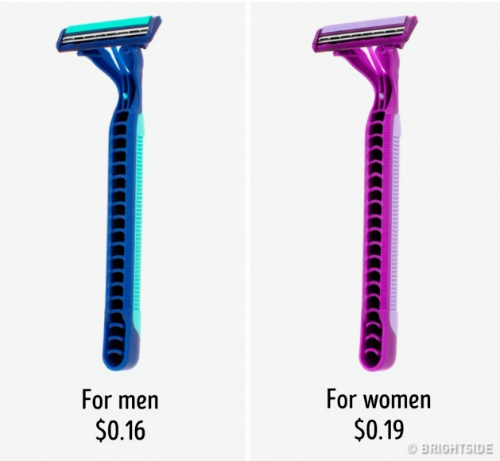 For men
$0.16
For women
$0.19
© BRIGHTSIDE